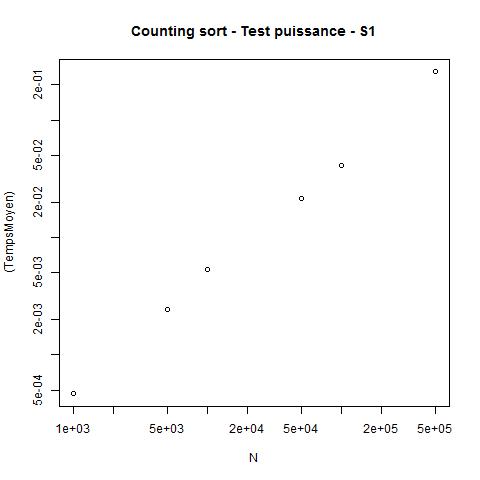 Counting sort - Test puissance - S1
(TempsMoyen)
2e-01
5e-02
2e-02
5e-03
2e-03
5e-04
1e+03 5e+03 2e+04 5e+04 2e+05 5e+05
N